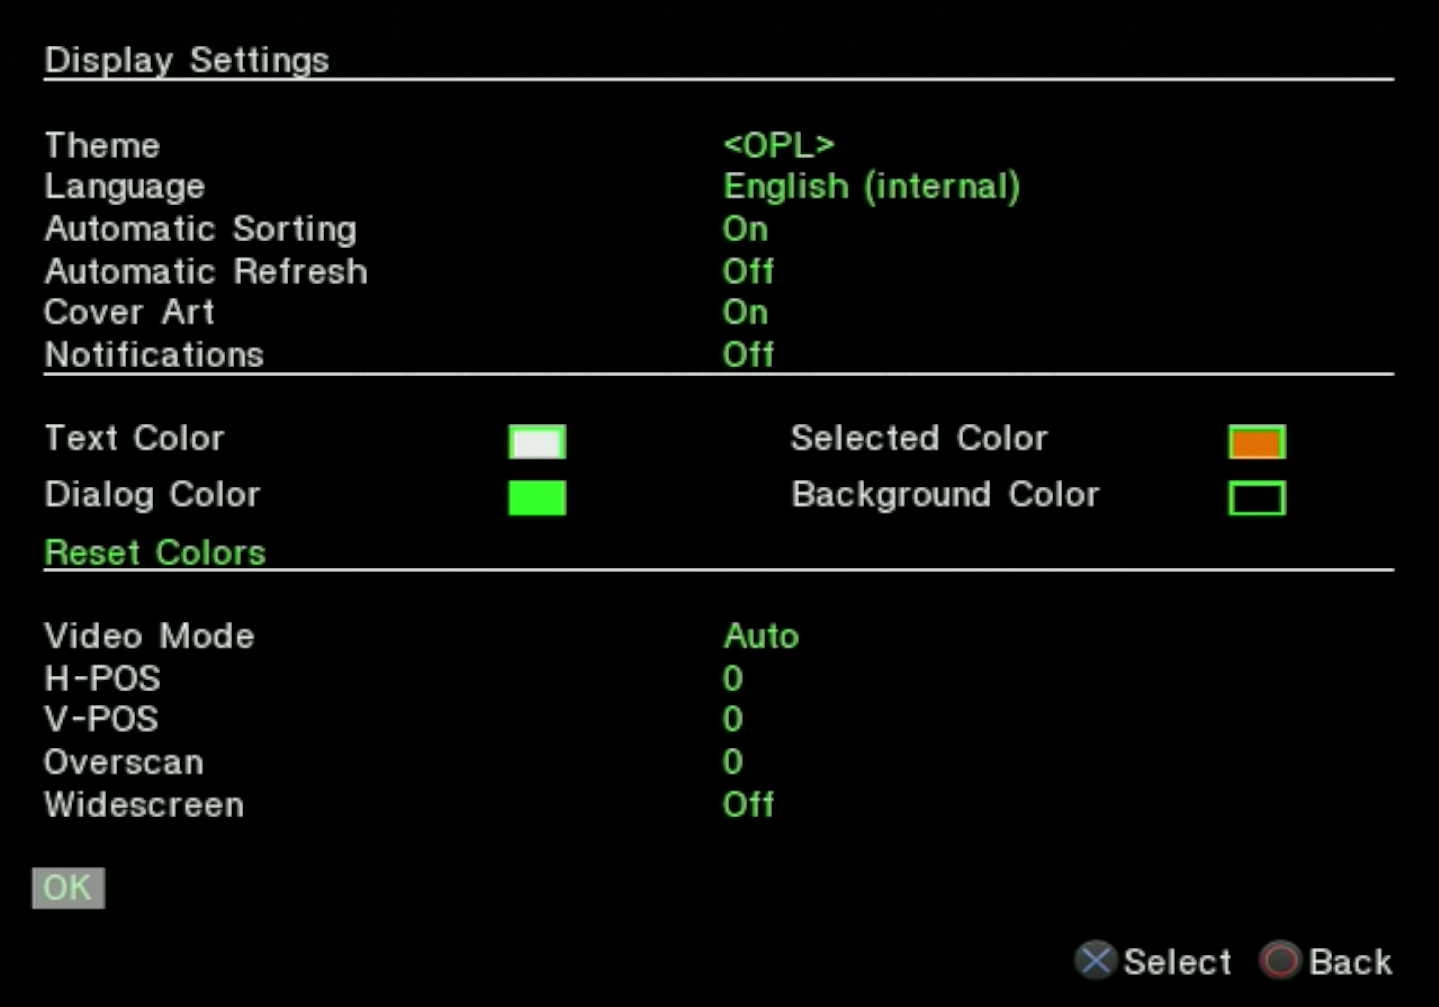 Display Settings
Theme <OPL>
Language English (internal)
Automatic Sorting On
Automatic Refresh Off
Cover Art On
Notifications Off
Text Color Selected Color
Dialog Color Background Color
Reset Colors
Video Mode Auto
H-POS 0
V-POS 0
Overscan 0
Widescreen Off
OK
Select Back